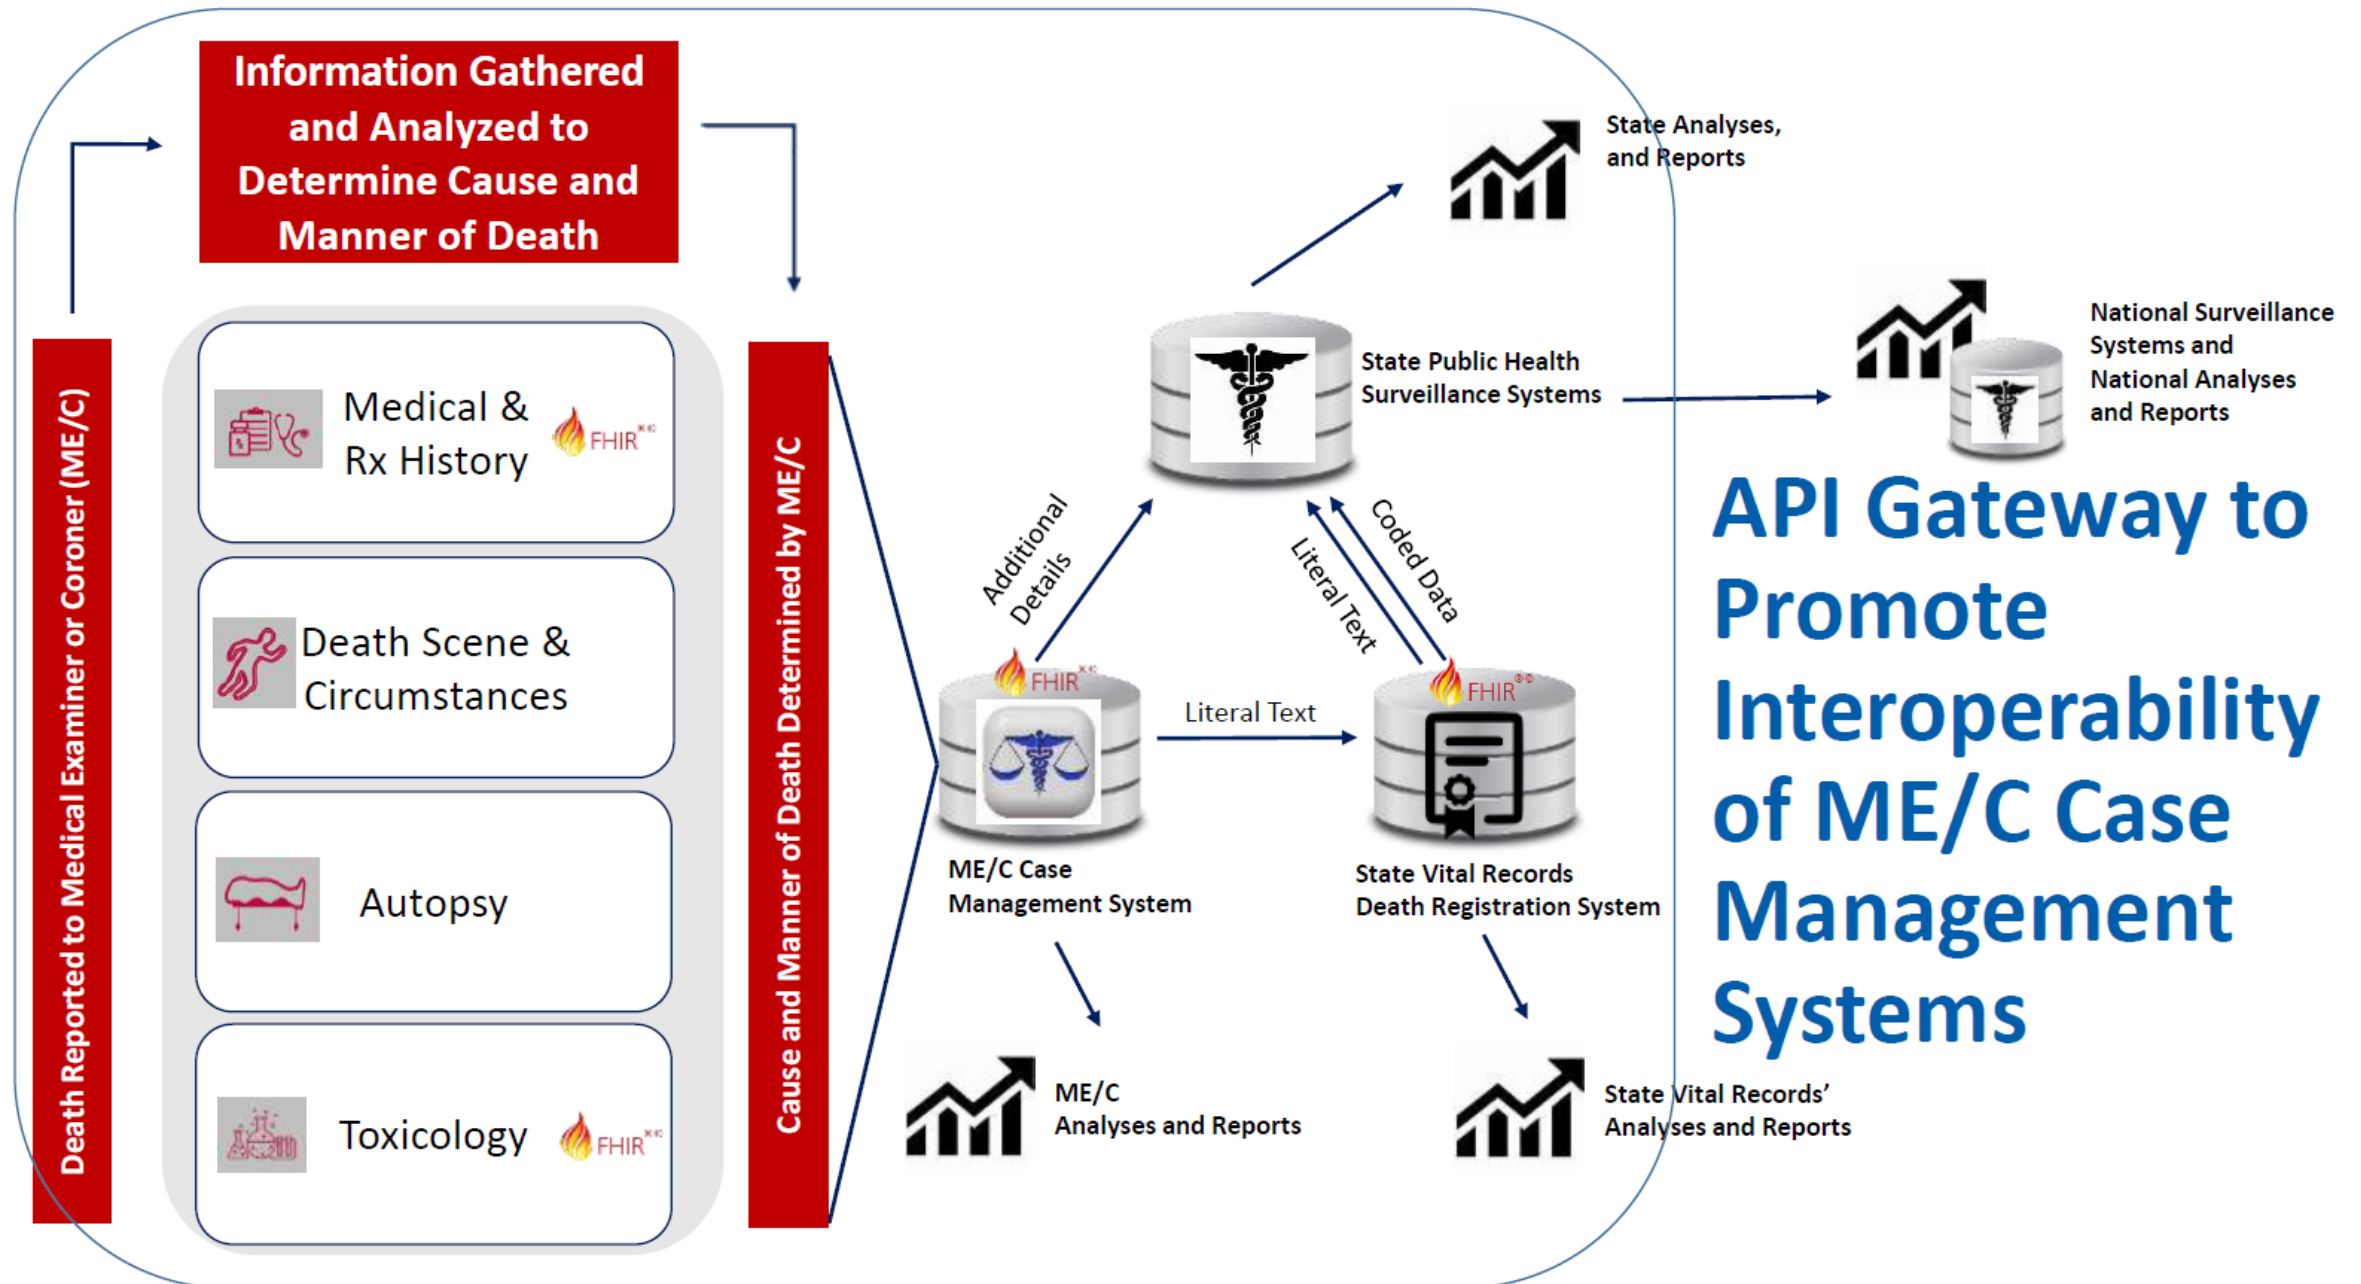 Information Gathered
and Analyzed to
Determine Cause and
Manner of Death
Death Reported to Medical Examiner or Coroner (ME/C)
Medical &
Rx History
FHIR
Death Scene &
Circumstances
Autopsy
Toxicology
FHIR
Cause and Manner of Death Determined by ME/C
State Analyses,
and Reports
State Public Health
Surveillance Systems
National Surveillance
Systems and
National Analyses
and Reports
Additional
Details
Literal Text
Coded Data
FHIR
Literal Text
FHIR®®
ME/C Case
Management System
State Vital Records
Death Registration System
ME/C
Analyses and Reports
State Vital Records’
Analyses and Reports
API Gateway to
Promote
Interoperability
of ME/C Case
Management
Systems